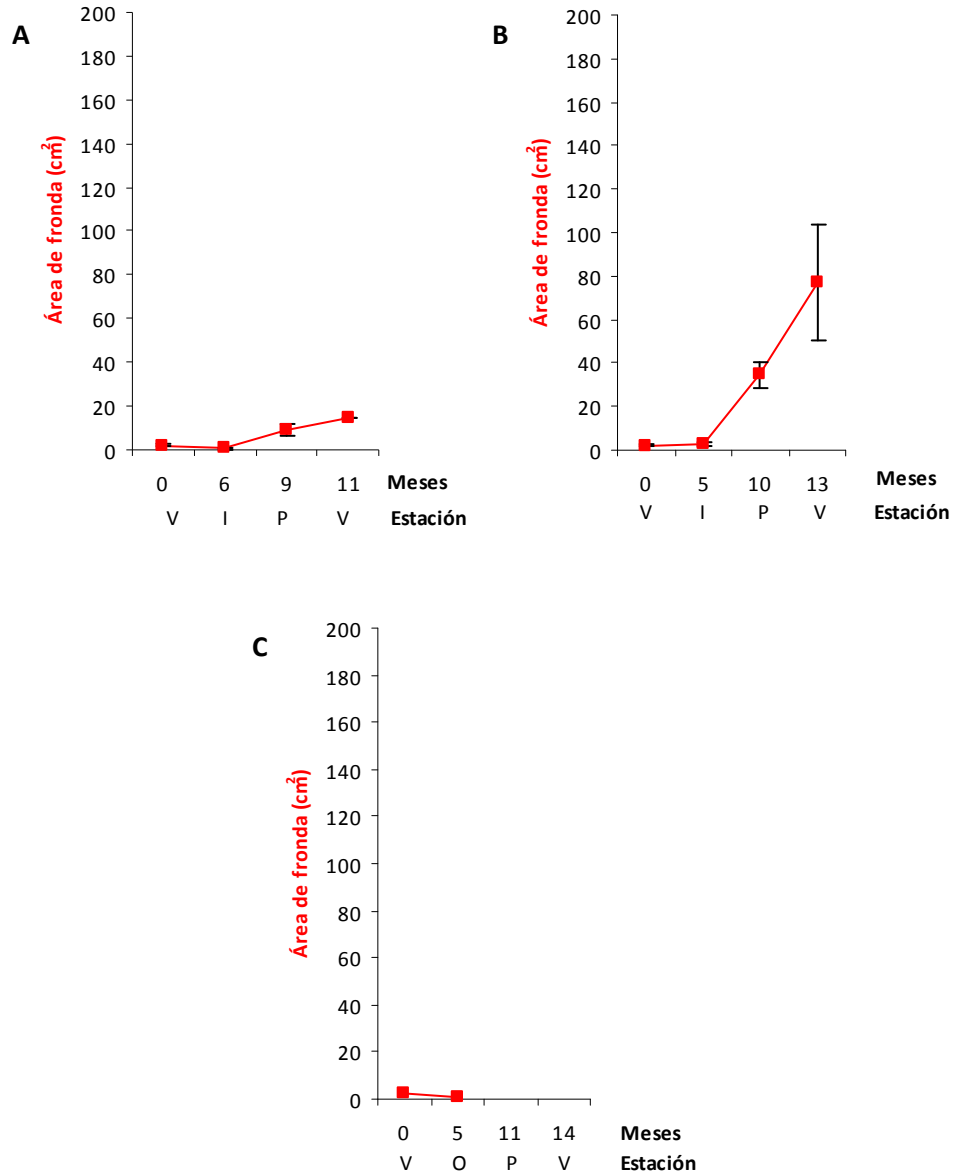 A
Área de fronda (cm²)
200
180
160
140
120
100
80
60
40
20
0
0 6 9 11 Meses
V I P V Estación
B
Área de fronda (cm²)
200
180
160
140
120
100
80
60
40
20
0
0 5 10 13 Meses
V I P V Estación
C
Área de fronda (cm²)
200
180
160
140
120
100
80
60
40
20
0
0 5 11 14 Meses
V O P V Estación